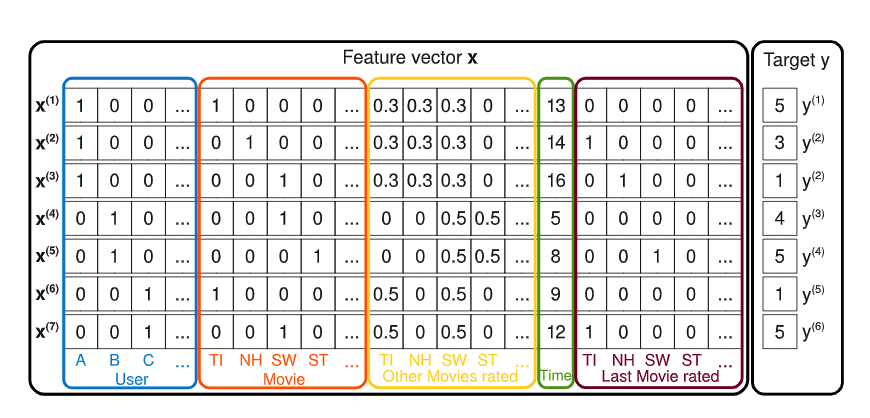 Feature vector x
Target y
x(1) 1 0 0 ... 1 0 0 0 ... 0.3 0.3 0.3 0 ... 13 0 0 0 0 ... 5 y(1)
x(2) 1 0 0 ... 0 1 0 0 ... 0.3 0.3 0.3 0 ... 14 1 0 0 0 ... 3 y(2)
x(3) 1 0 0 ... 0 0 1 0 ... 0.3 0.3 0.3 0 ... 16 0 1 0 0 ... 1 y(2)
x(4) 0 1 0 ... 0 0 1 0 ... 0 0 0.5 0.5 ... 5 0 0 0 0 ... 4 y(3)
x(5) 0 1 0 ... 0 0 0 1 ... 0 0 0.5 0.5 ... 8 0 0 1 0 ... 5 y(4)
x(6) 0 0 1 ... 1 0 0 0 ... 0.5 0 0.5 0 ... 9 0 0 0 0 ... 1 y(5)
x(7) 0 0 1 ... 0 0 1 0 ... 0.5 0 0.5 0 ... 12 1 0 0 0 ... 5 y(6)
A B C ... TI NH SW ST ... TI NH SW ST ... TI NH SW ST ...
User Movie Other Movies rated Time Last Movie rated